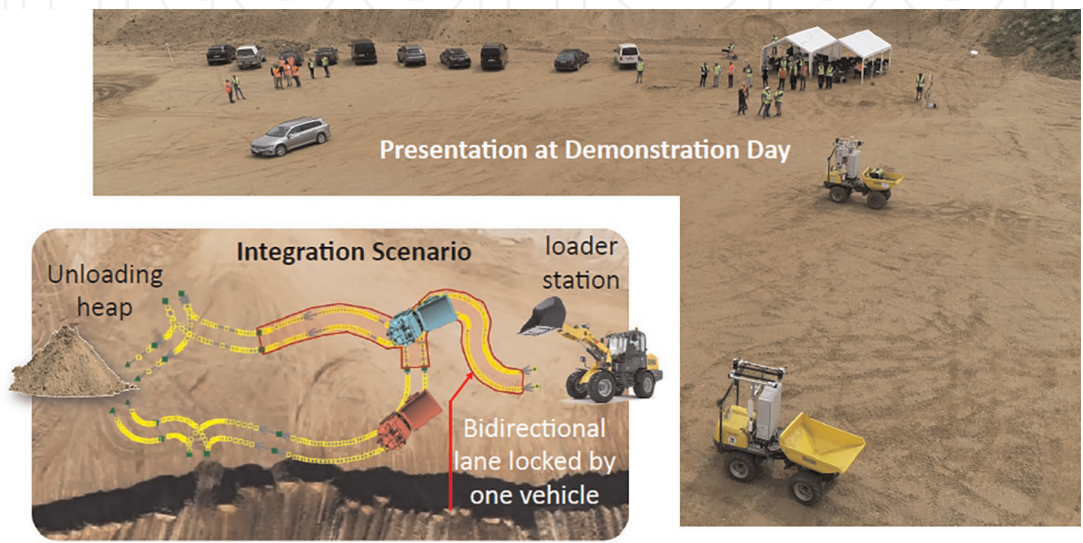 Presentation at Demonstration Day
Integration Scenario
loader
station
Unloading
heap
Bidirectional
lane locked by
one vehicle